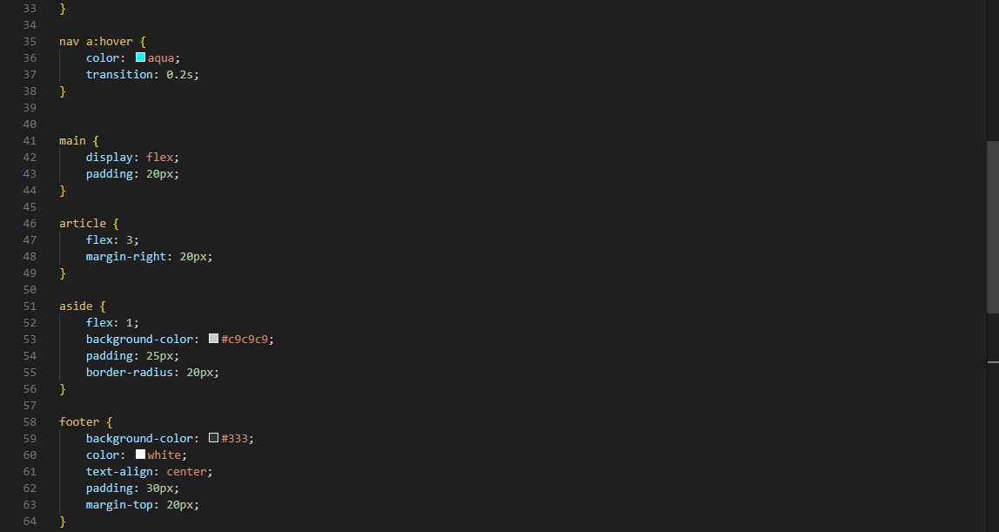 33 }
34
35 nav a:hover {
36     color: aqua;
37     transition: 0.2s;
38 }
39
40
41 main {
42     display: flex;
43     padding: 20px;
44 }
45
46 article {
47     flex: 3;
48     margin-right: 20px;
49 }
50
51 aside {
52     flex: 1;
53     background-color: #c9c9c9;
54     padding: 25px;
55     border-radius: 20px;
56 }
57
58 footer {
59     background-color: #333;
60     color: white;
61     text-align: center;
62     padding: 30px;
63     margin-top: 20px;
64 }